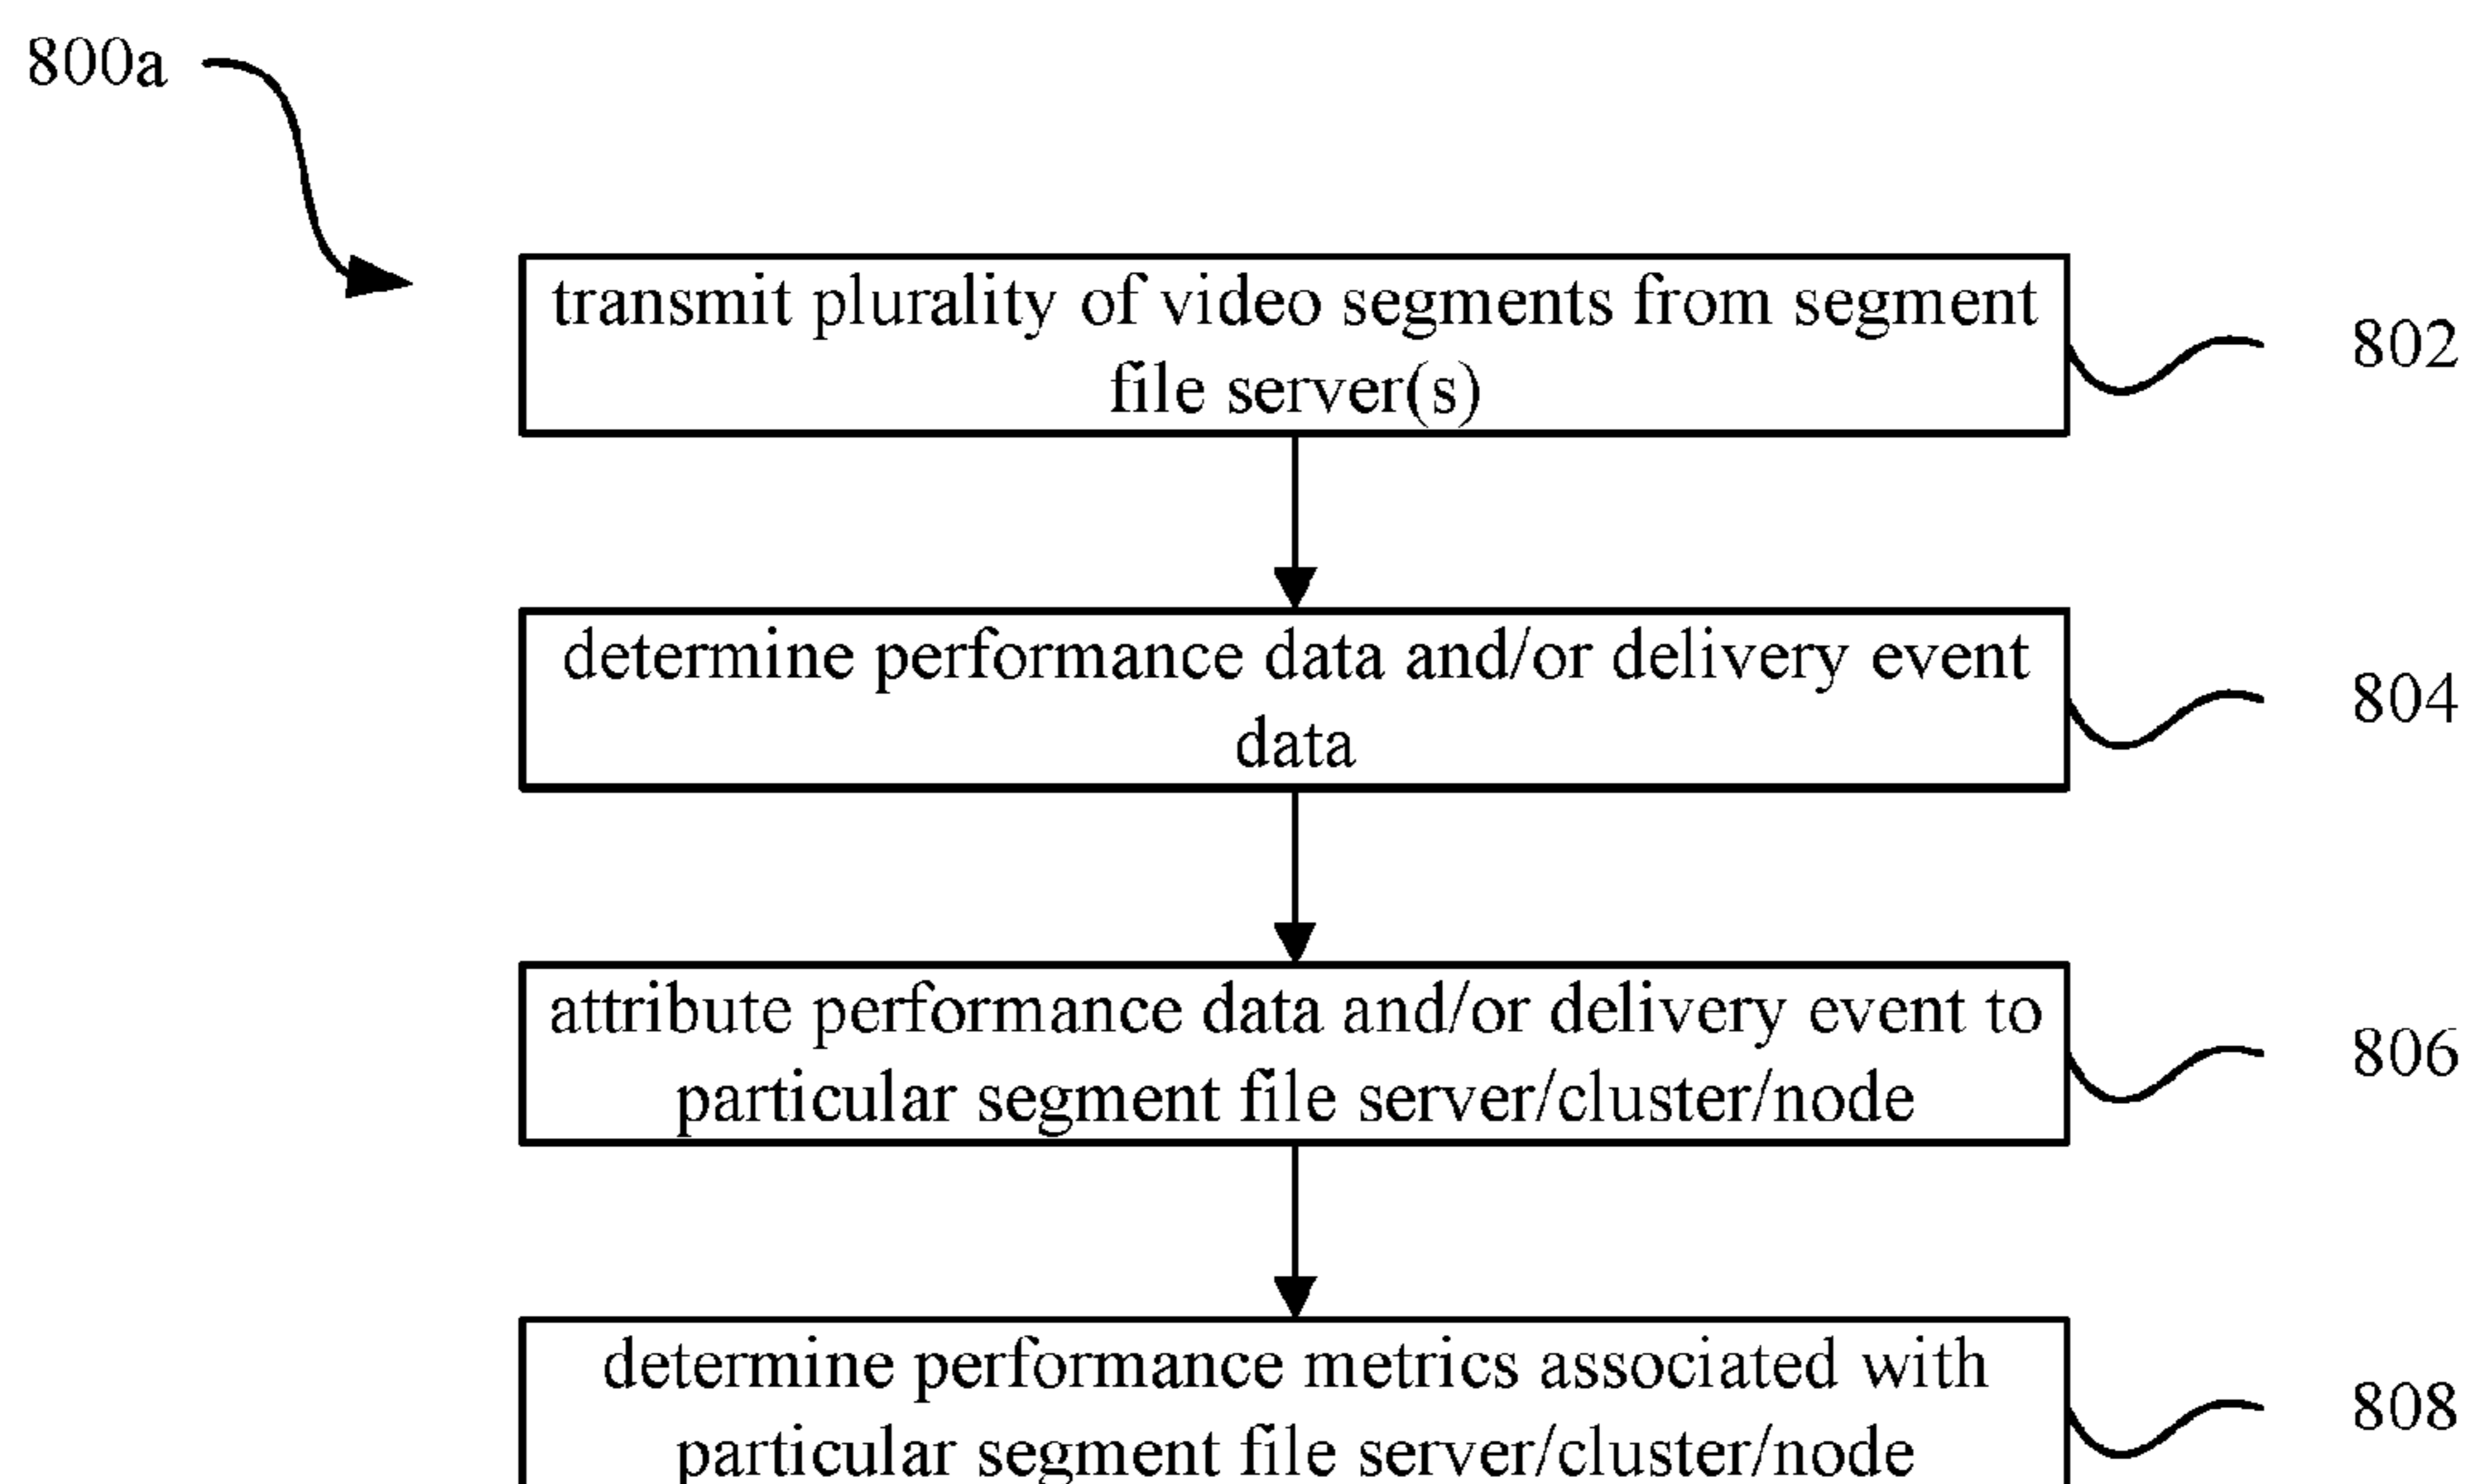 800a
transmit plurality of video segments from segment
file server(s)
802
determine performance data and/or delivery event
data
804
attribute performance data and/or delivery event to
particular segment file server/cluster/node
806
determine performance metrics associated with
particular segment file server/cluster/node
808